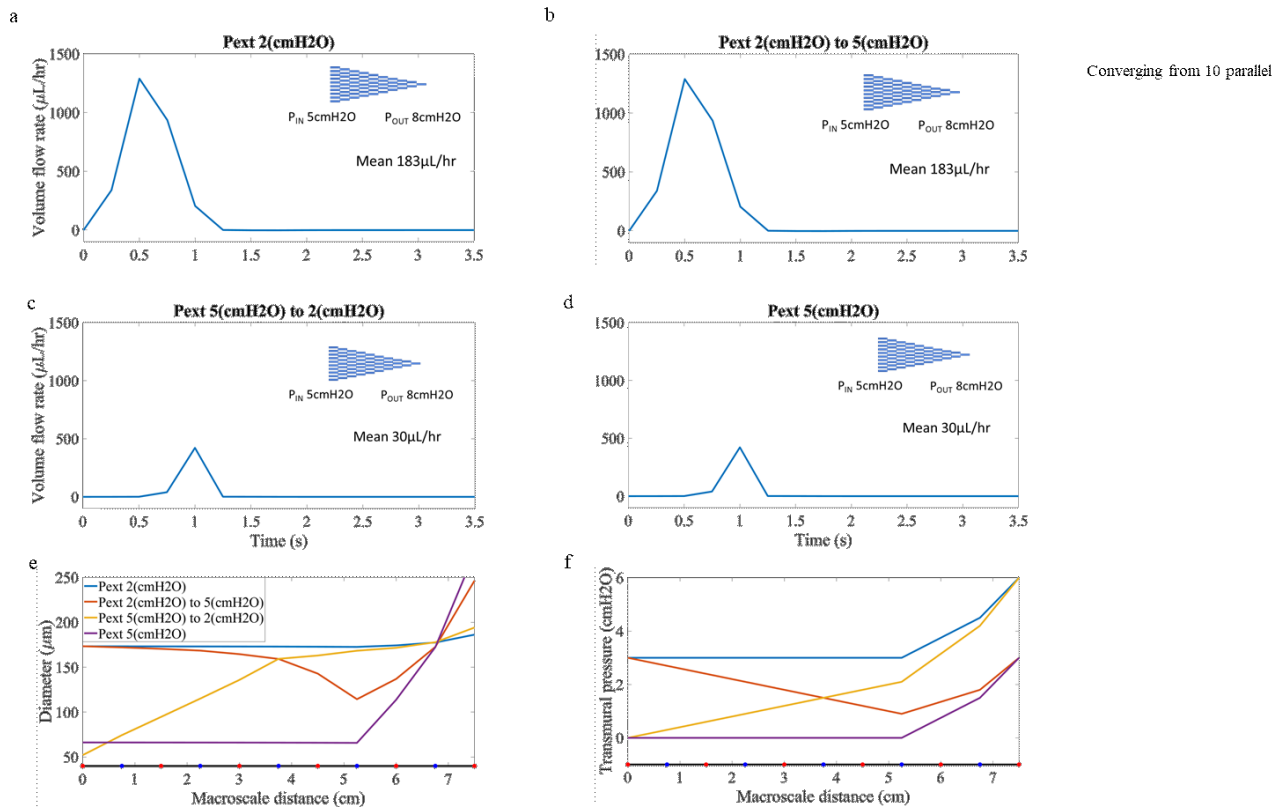 a
Pext 2(cmH2O)
Volume flow rate (μL/hr)
1500
1000
500
0
0 0.5 1 1.5 2 2.5 3 3.5
PIN 5cmH2O POUT 8cmH2O
Mean 183μL/hr
b
Pext 2(cmH2O) to 5(cmH2O)
1500
1000
500
0
0 0.5 1 1.5 2 2.5 3 3.5
PIN 5cmH2O POUT 8cmH2O
Mean 183μL/hr
Converging from 10 parallel
c
Pext 5(cmH2O) to 2(cmH2O)
Volume flow rate (μL/hr)
1500
1000
500
0
0 0.5 1 1.5 2 2.5 3 3.5
Time (s)
PIN 5cmH2O POUT 8cmH2O
Mean 30μL/hr
d
Pext 5(cmH2O)
1500
1000
500
0
0 0.5 1 1.5 2 2.5 3 3.5
Time (s)
PIN 5cmH2O POUT 8cmH2O
Mean 30μL/hr
e
Diameter (μm)
250
200
150
100
50
40
Pext 2(cmH2O)
Pext 2(cmH2O) to 5(cmH2O)
Pext 5(cmH2O) to 2(cmH2O)
Pext 5(cmH2O)
0 1 2 3 4 5 6 7
Macroscale distance (cm)
f
Transmural pressure (cmH2O)
6
4
2
0
-1
0 1 2 3 4 5 6 7
Macroscale distance (cm)